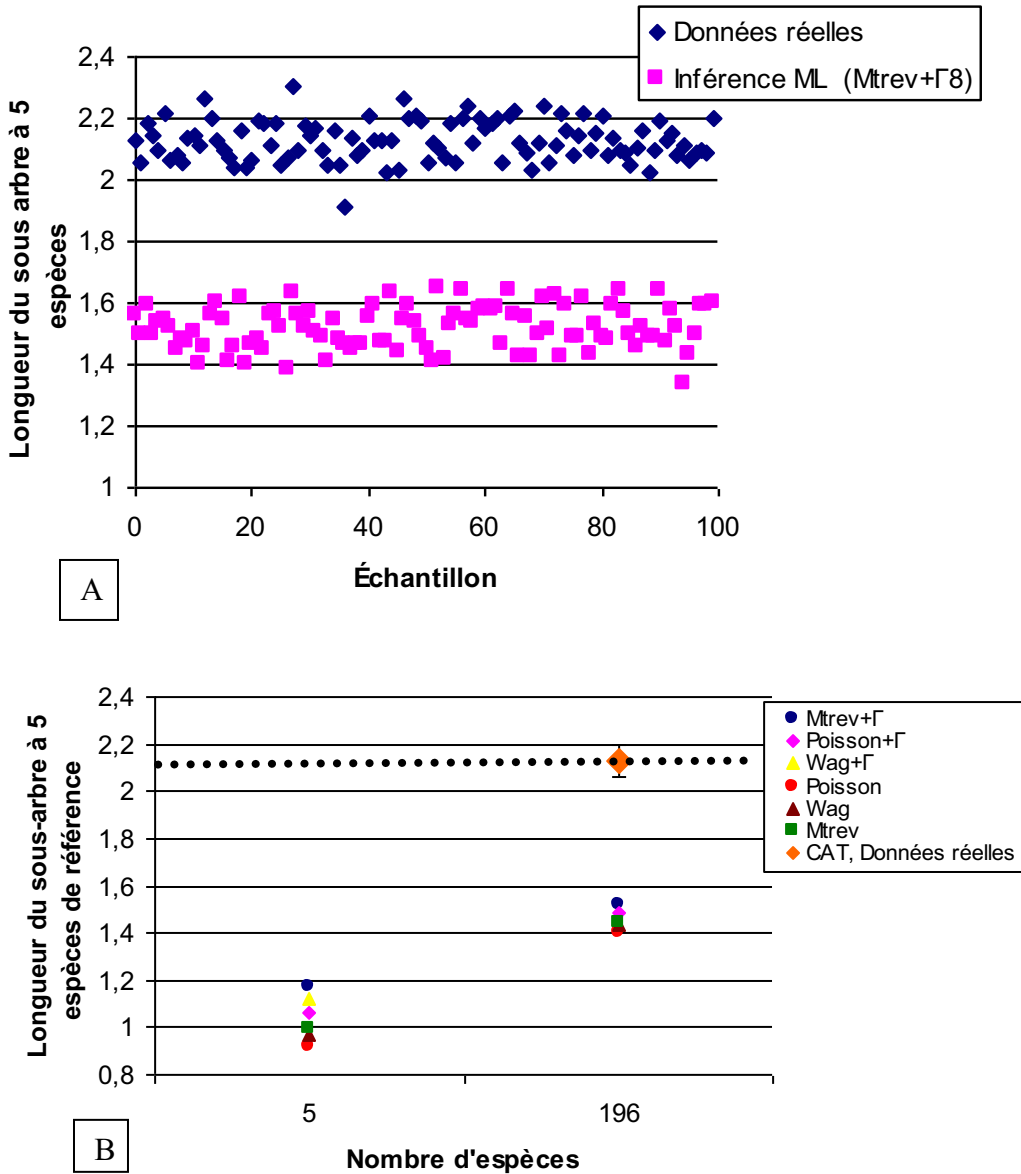 Données réelles
Inférence ML (Mtrev+Γ8)
Longueur du sous arbre à 5
espèces
2,4
2,2
2
1,8
1,6
1,4
1,2
1
0
20
40
60
80
100
Échantillon
A
Longueur du sous-arbre à 5
espèces de référence
2,4
2,2
2
1,8
1,6
1,4
1,2
1
0,8
5
196
Nombre d'espèces
Mtrev+Γ
Poisson+Γ
Wag+Γ
Poisson
Wag
Mtrev
CAT, Données réelles
B